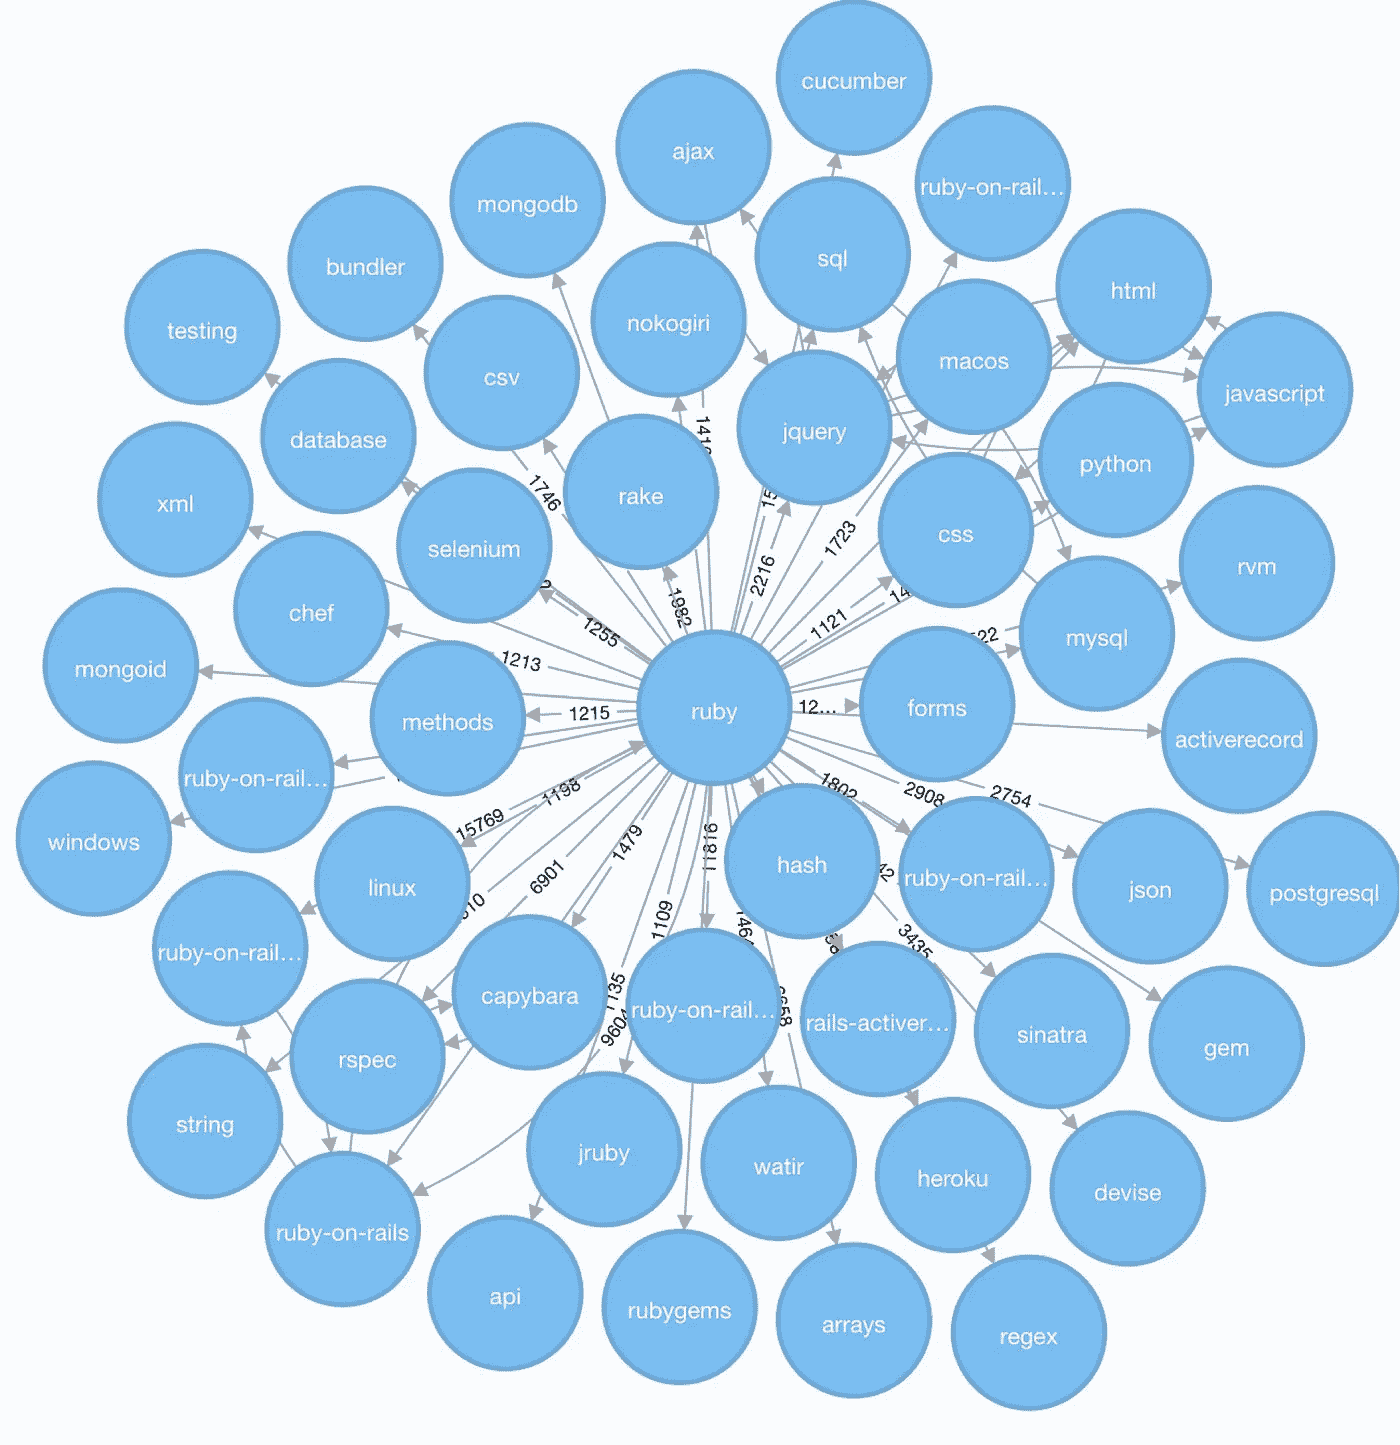 cucumber
ajax
ruby-on-rail...
mongodb
sql
bundler
html
nokogiri
testing
macos
csv
javascript
jquery
database
python
1419
rake
xml
1746
css
selenium
1723
rvm
2216
1982
chef
1121
1255
mysql
1213
mongoid
12...
forms
ruby
1215
methods
activerecord
ruby-on-rail...
1802
2908
2754
1198
15769
windows
11816
1479
hash
6901
ruby-on-rail...
linux
json
postgresql
1109
3435
ruby-on-rail...
capybara
1135
ruby-on-rail...
rails-activer...
9604
sinatra
gem
rspec
string
jruby
watir
heroku
devise
ruby-on-rails
api
rubygems
arrays
regex